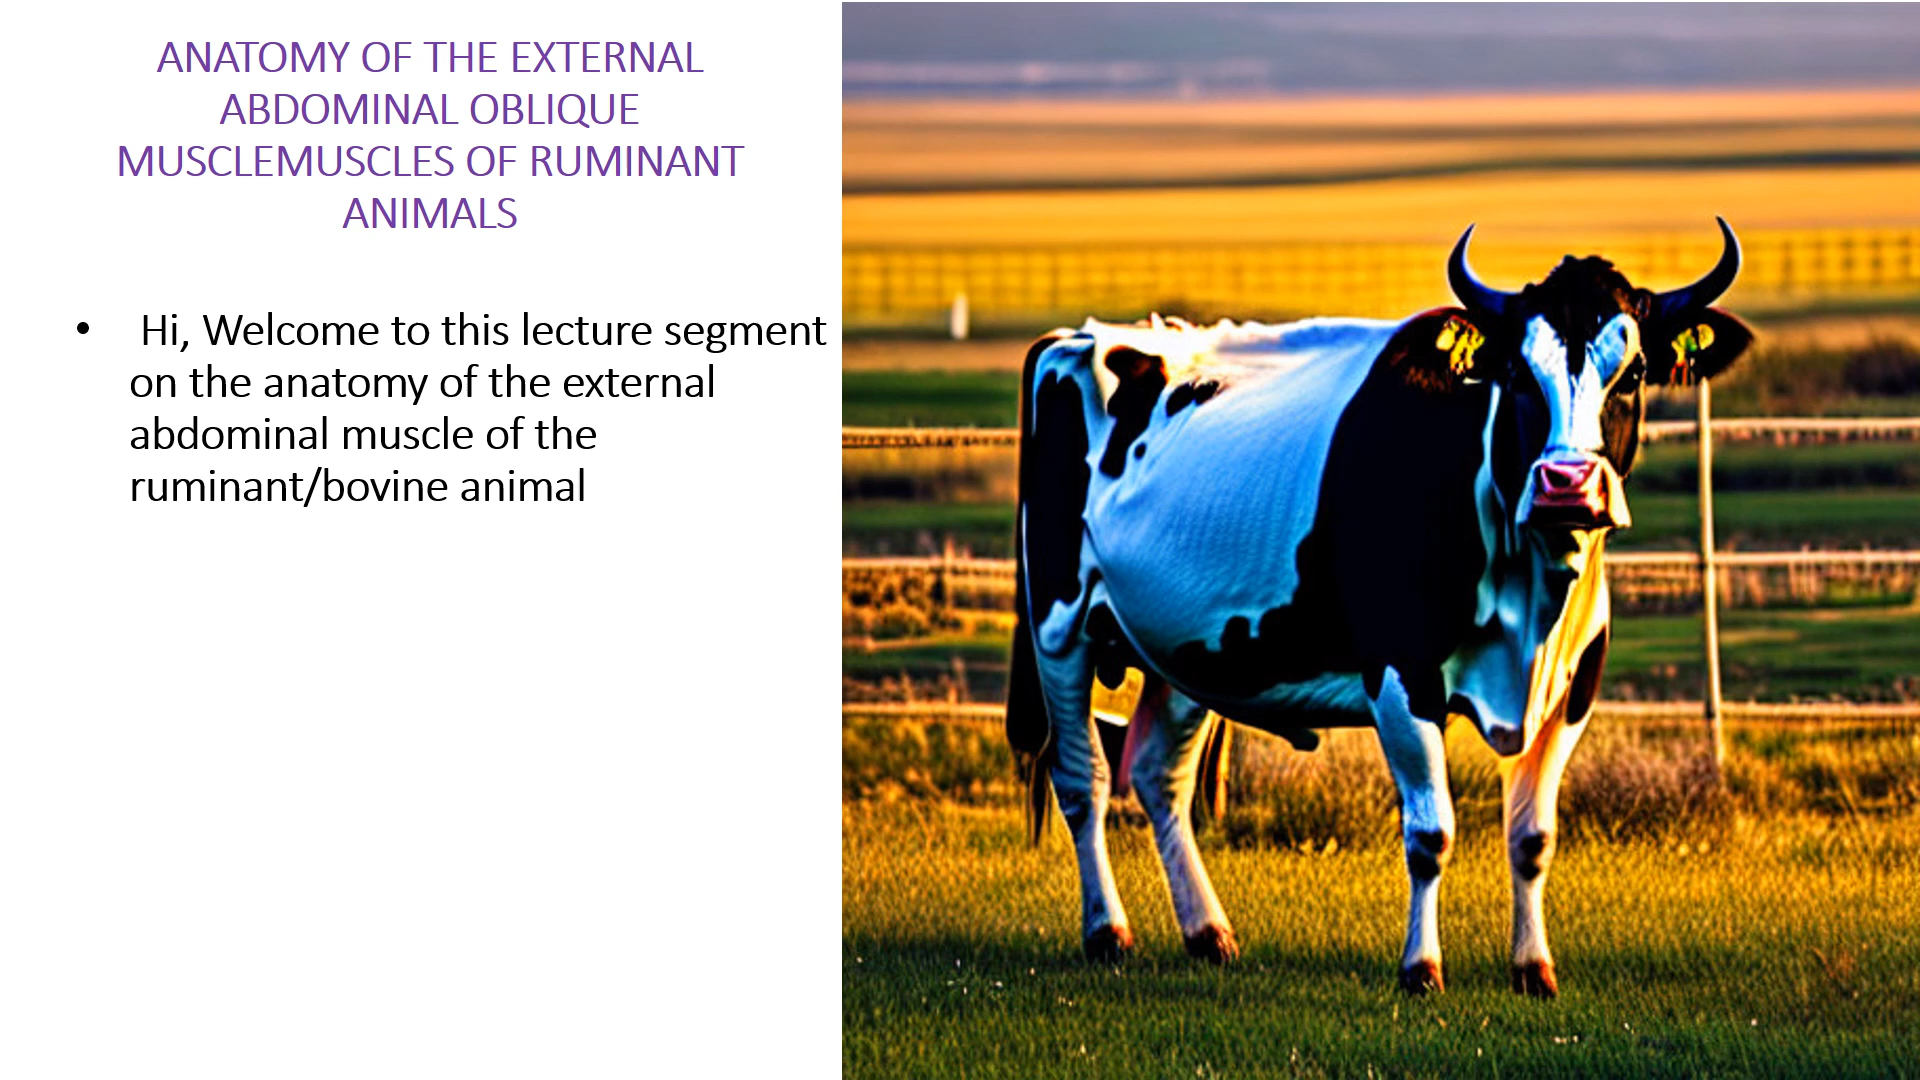 ANATOMY OF THE EXTERNAL
ABDOMINAL OBLIQUE
MUSCLEMUSCLES OF RUMINANT
ANIMALS
• Hi, Welcome to this lecture segment
on the anatomy of the external
abdominal muscle of the
ruminant/bovine animal